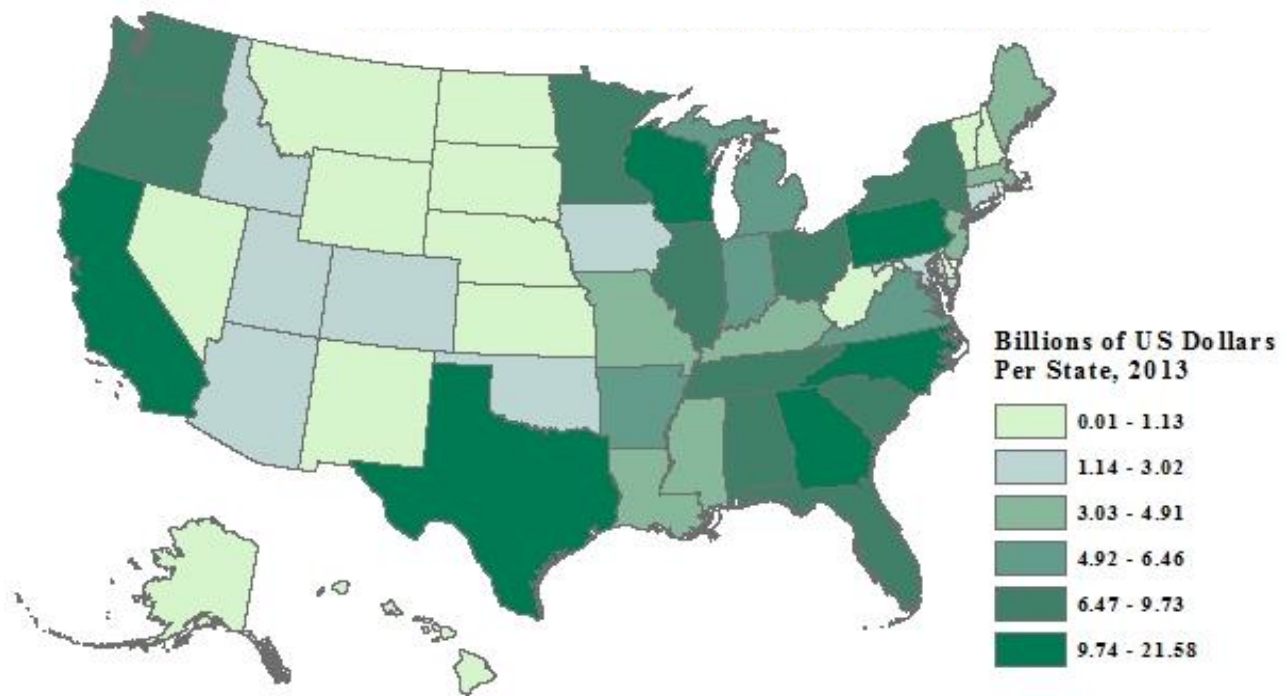 Billions of US Dollars
Per State, 2013
0.01 - 1.13
1.14 - 3.02
3.03 - 4.91
4.92 - 6.46
6.47 - 9.73
9.74 - 21.58